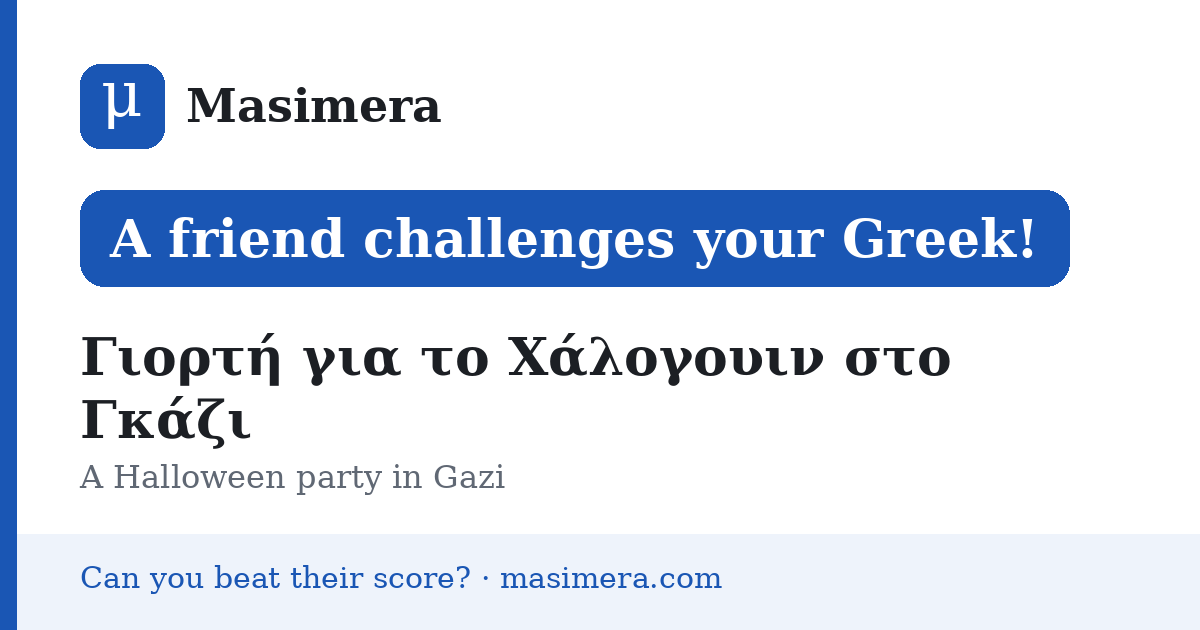 μ Masimera
A friend challenges your Greek!
Γιορτή για το Χάλογουιν στο
Γκάζι
A Halloween party in Gazi
Can you beat their score? · masimera.com